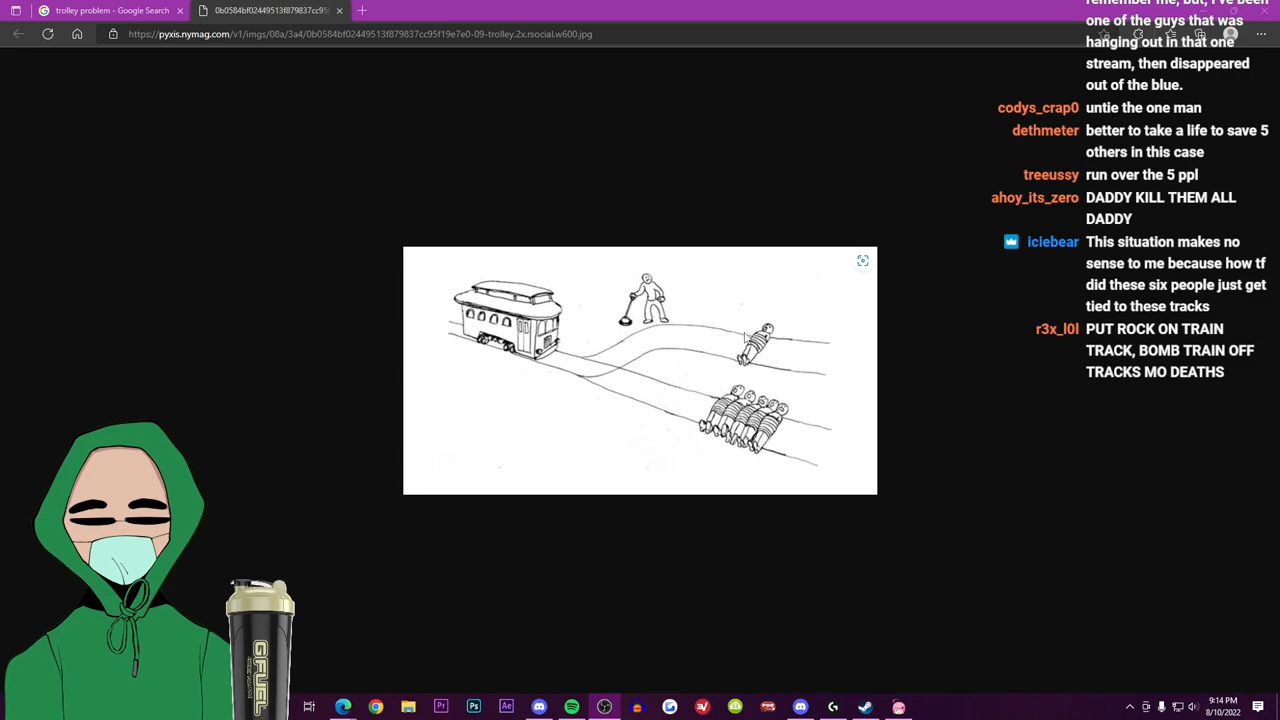 trolley problem - Google Search
0b0584bf02449513f879837cc95
https://pyxis.nymag.com/v1/imgs/08a/3a4/0b0584bf02449513f879837cc95f19e7e0-09-trolley.2x.rsocial.w600.jpg
remember me, but, i've been
one of the guys that was
hanging out in that one
stream, then disappeared
out of the blue.
codys_crap0 untie the one man
dethmeter better to take a life to save 5
others in this case
treeussy run over the 5 ppl
ahoy_its_zero DADDY KILL THEM ALL
DADDY
iclebear This situation makes no
sense to me because how tf
did these six people just get
tied to these tracks
r3x_l0l PUT ROCK ON TRAIN
TRACK, BOMB TRAIN OFF
TRACKS MO DEATHS
GFUEL
Pr
Ps
Ae
9:14 PM
8/10/2022